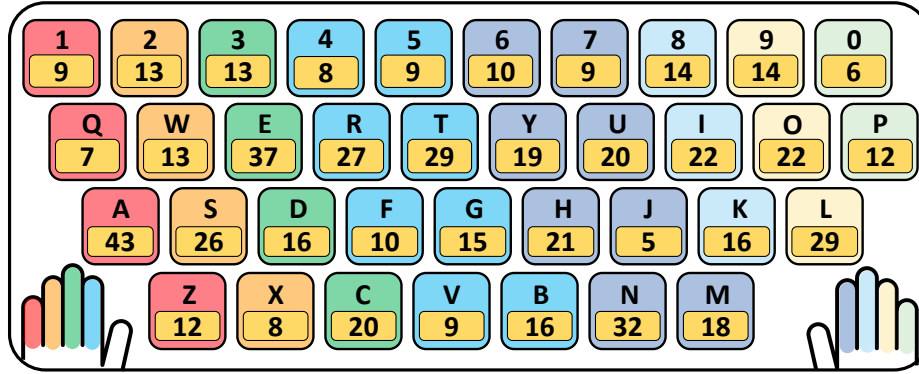 1 2 3 4 5 6 7 8 9 0
9 13 13 8 9 10 9 14 14 6
Q W E R T Y U I O P
7 13 37 27 29 19 20 22 22 12
A S D F G H J K L
43 26 16 10 15 21 5 16 29
Z X C V B N M
12 8 20 9 16 32 18